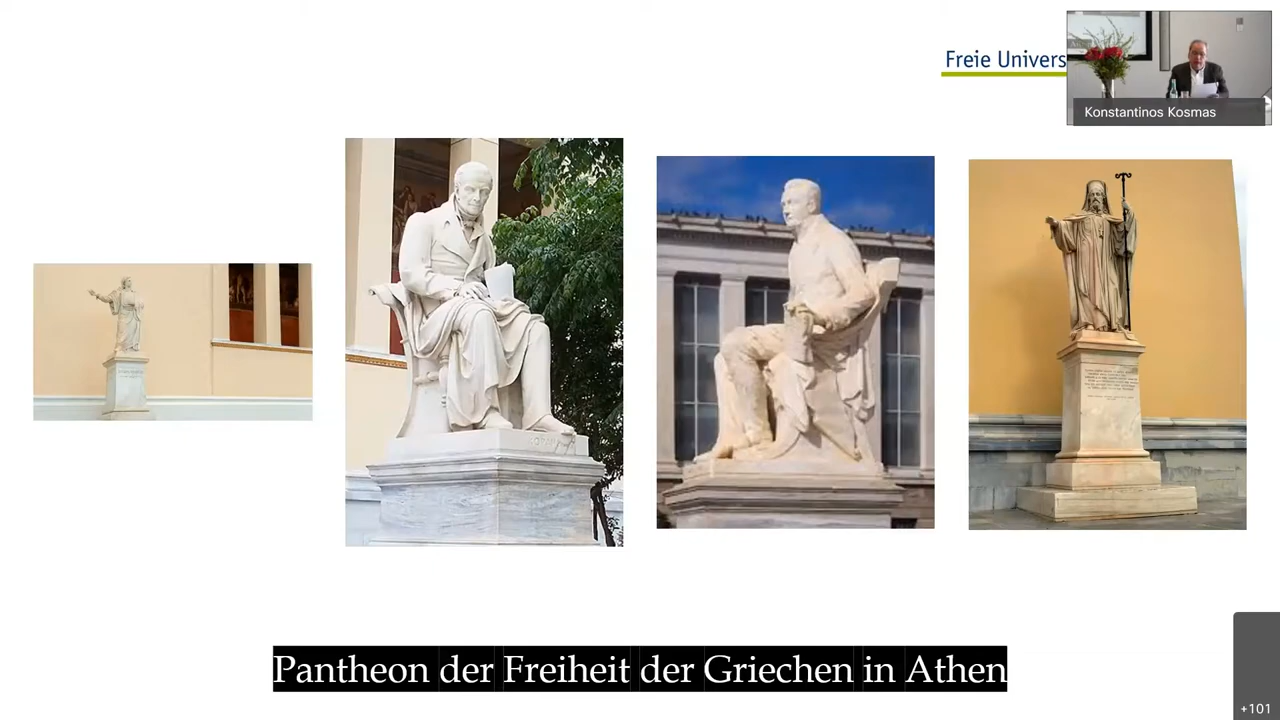 Freie Univers
Konstantinos Kosmas
Pantheon der Freiheit der Griechen in Athen
+101